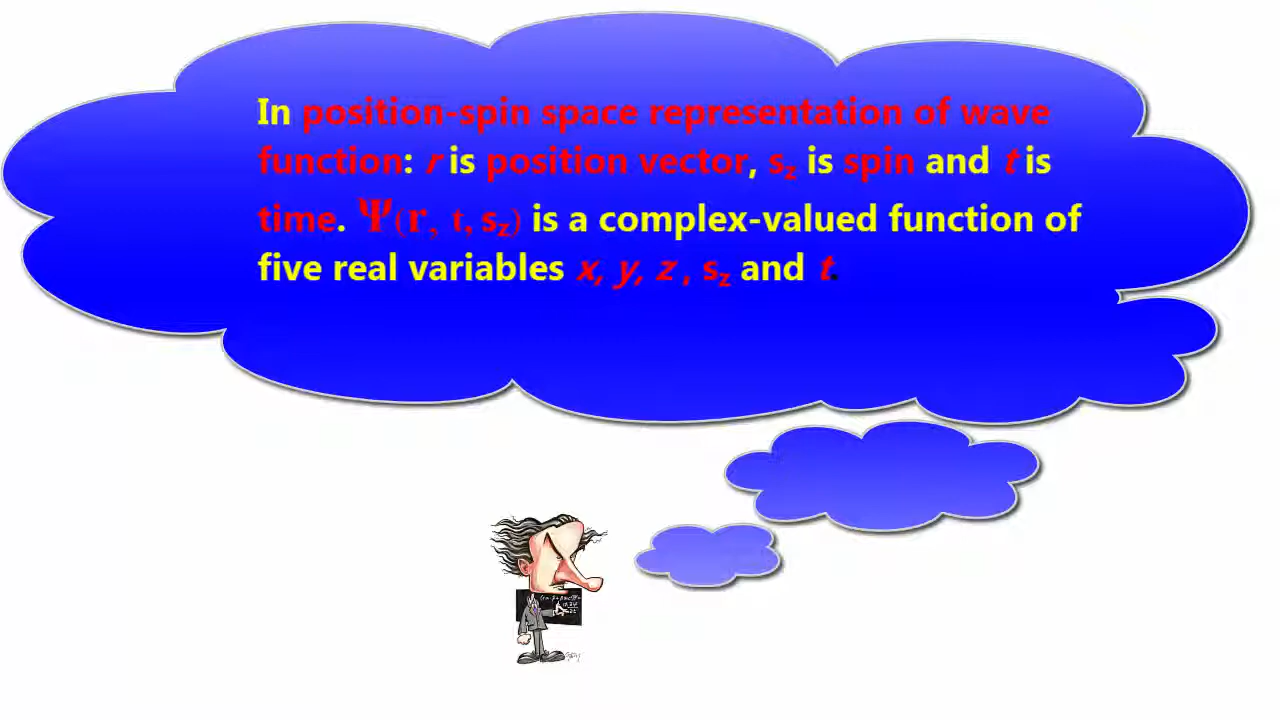 In position-spin space representation of wave
function: r is position vector, sz is spin and t is
time. Ψ(r, t, sz) is a complex-valued function of
five real variables x, y, z , sz and t.